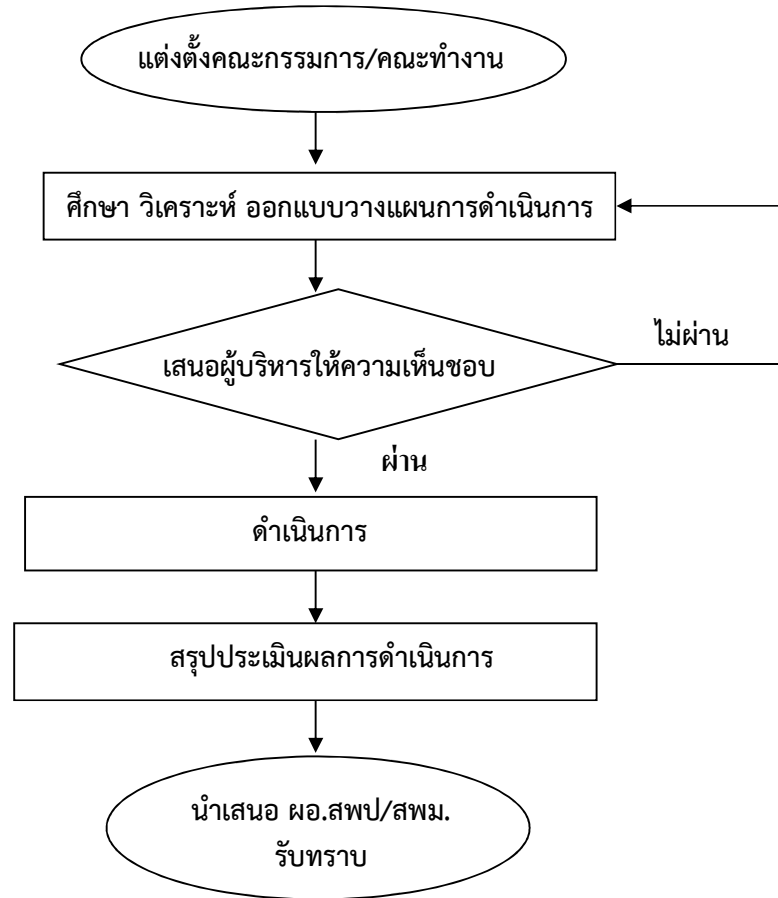 แต่งตั้งคณะกรรมการ/คณะทำงาน
ศึกษา วิเคราะห์ ออกแบบวางแผนการดำเนินการ
เสนอผู้บริหารให้ความเห็นชอบ
ไม่ผ่าน
ผ่าน
ดำเนินการ
สรุปประเมินผลการดำเนินการ
นำเสนอ ผอ.สพป/สพม.
รับทราบ